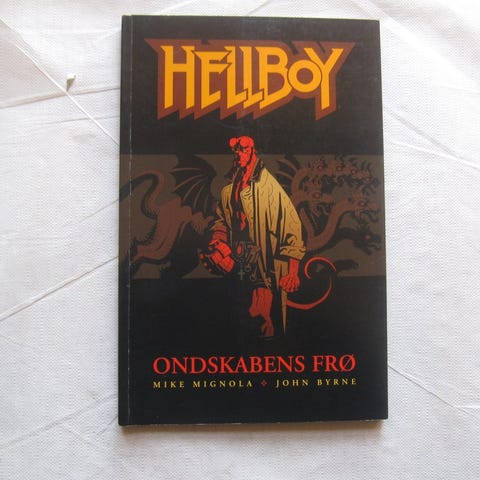 HELLBOY
ONDSKABENS FRØ
MIKE MIGNOLA ✦ JOHN BYRNE